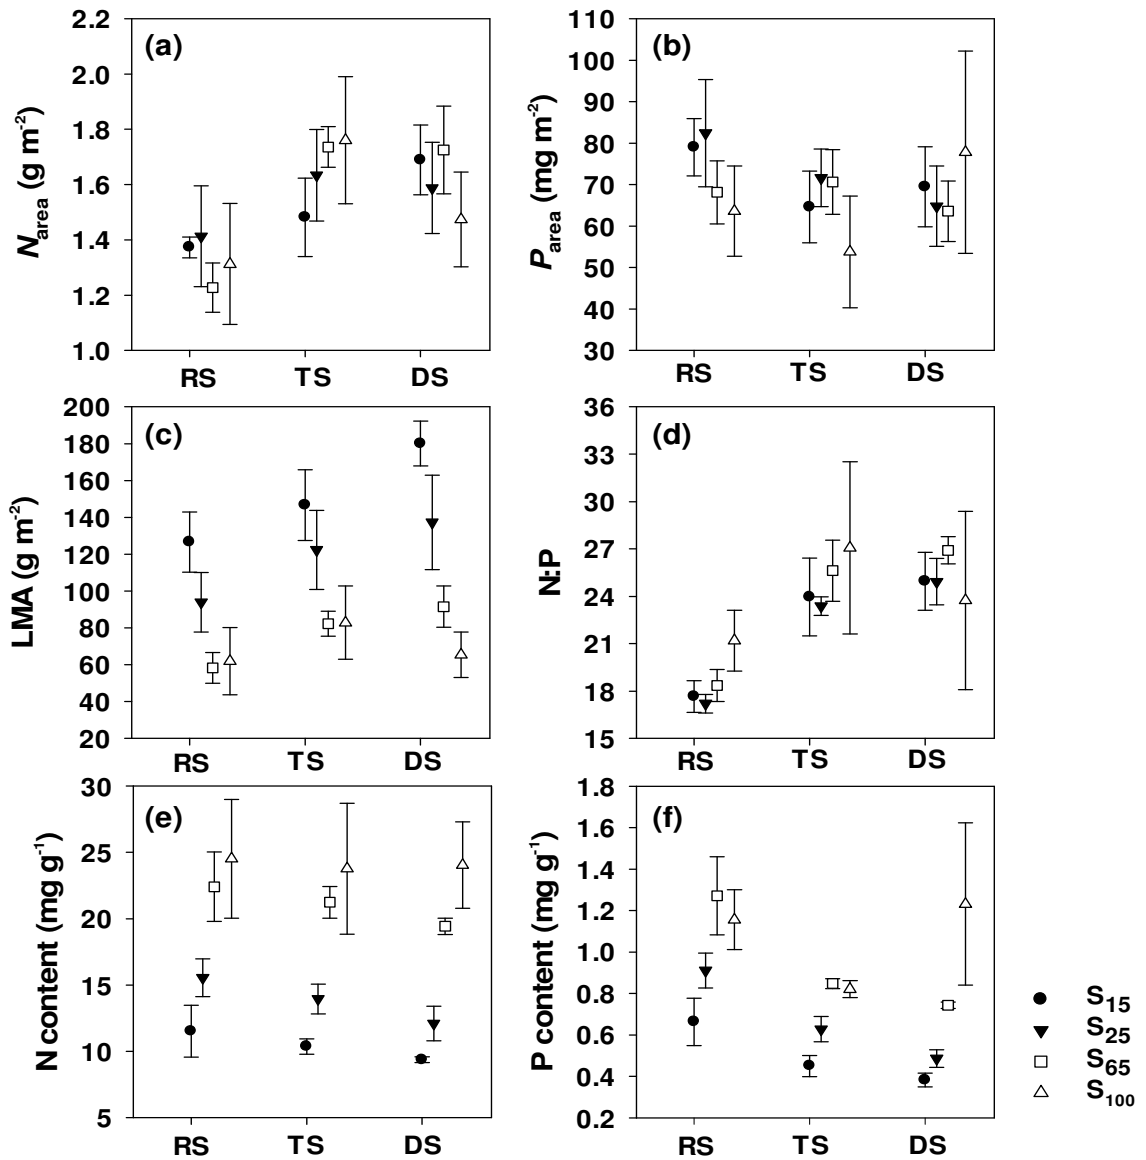 (a)
N area (g m-2)
2.2
2.0
1.8
1.6
1.4
1.2
1.0
RS TS DS
(b)
P area (mg m-2)
110
100
90
80
70
60
50
40
30
RS TS DS
(c)
LMA (g m-2)
200
180
160
140
120
100
80
60
40
20
RS TS DS
(d)
N:P
36
33
30
27
24
21
18
15
RS TS DS
(e)
N content (mg g-1)
30
25
20
15
10
5
RS TS DS
(f)
P content (mg g-1)
1.8
1.6
1.4
1.2
1.0
0.8
0.6
0.4
0.2
RS TS DS
S15
S25
S65
S100